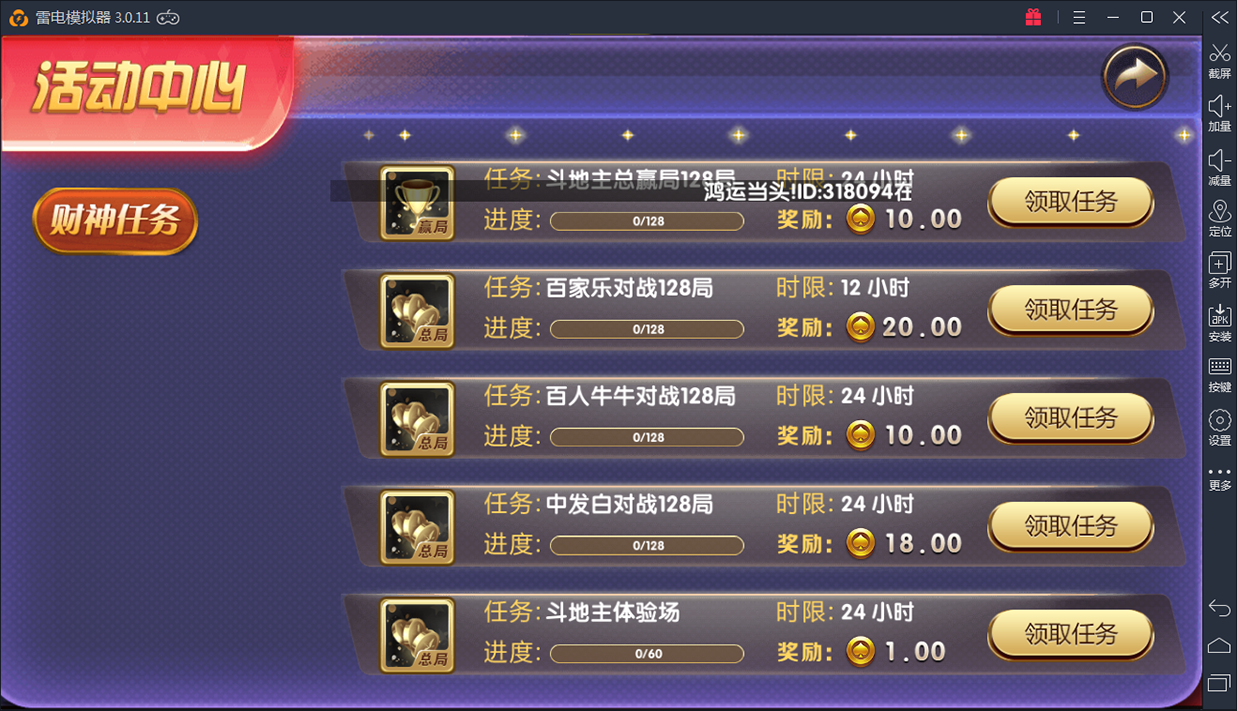 雷电模拟器 3.0.11
活动中心
财神任务
任务: 斗地主总赢局128局 时限: 24 小时
鸿运当头!ID:318094在
赢局
进度: 0/128 奖励: 10.00
领取任务
任务: 百家乐对战128局 时限: 12 小时
总局
进度: 0/128 奖励: 20.00
领取任务
任务: 百人牛牛对战128局 时限: 24 小时
总局
进度: 0/128 奖励: 10.00
领取任务
任务: 中发白对战128局 时限: 24 小时
总局
进度: 0/128 奖励: 18.00
领取任务
任务: 斗地主体验场 时限: 24 小时
总局
进度: 0/60 奖励: 1.00
领取任务
截屏
加量
减量
定位
多开
APK
安装
按键
设置
更多